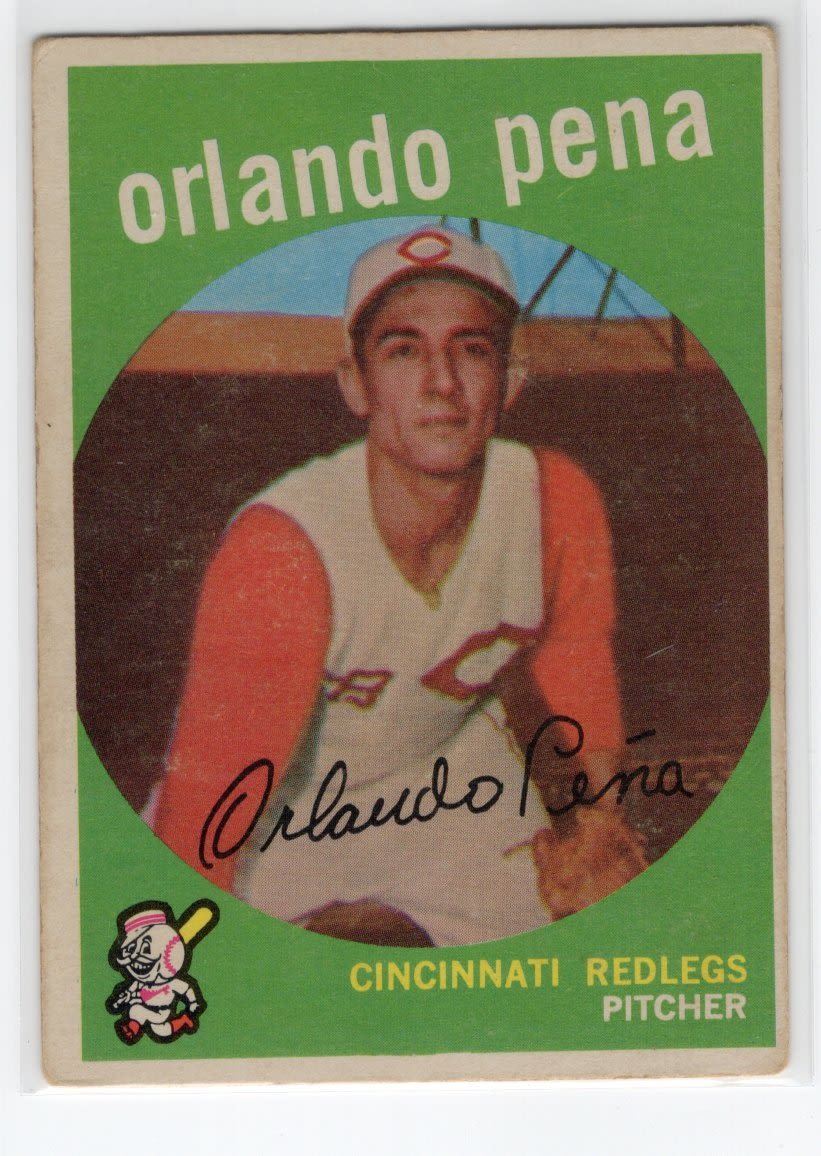 orlando pena
Orlando Peña
CINCINNATI REDLEGS
PITCHER